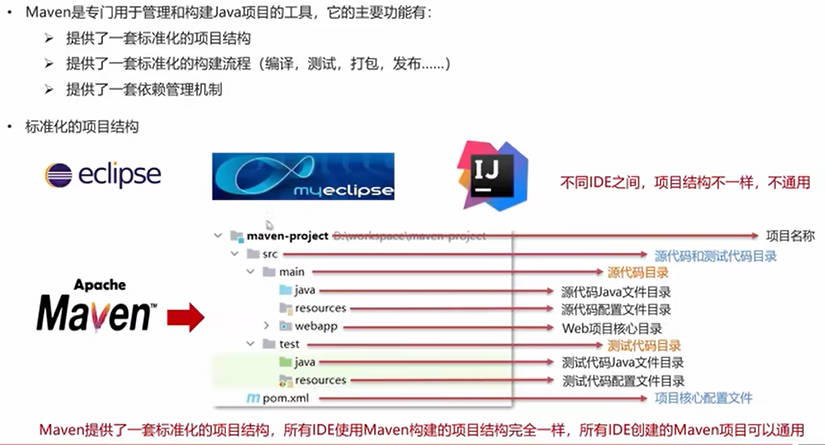 • Maven是专门用于管理和构建Java项目的工具，它的主要功能有：
➢ 提供了一套标准化的项目结构
➢ 提供了一套标准化的构建流程（编译，测试，打包，发布……）
➢ 提供了一套依赖管理机制
• 标准化的项目结构
eclipse
myeclipse
IJ
不同IDE之间，项目结构不一样，不通用
maven-project D:\workspace\maven-project 项目名称
src 源代码和测试代码目录
main 源代码目录
java 源代码Java文件目录
resources 源代码配置文件目录
webapp Web项目核心目录
test 测试代码目录
java 测试代码Java文件目录
resources 测试代码配置文件目录
pom.xml 项目核心配置文件
Apache
Maven™
m
Maven提供了一套标准化的项目结构，所有IDE使用Maven构建的项目结构完全一样，所有IDE创建的Maven项目可以通用